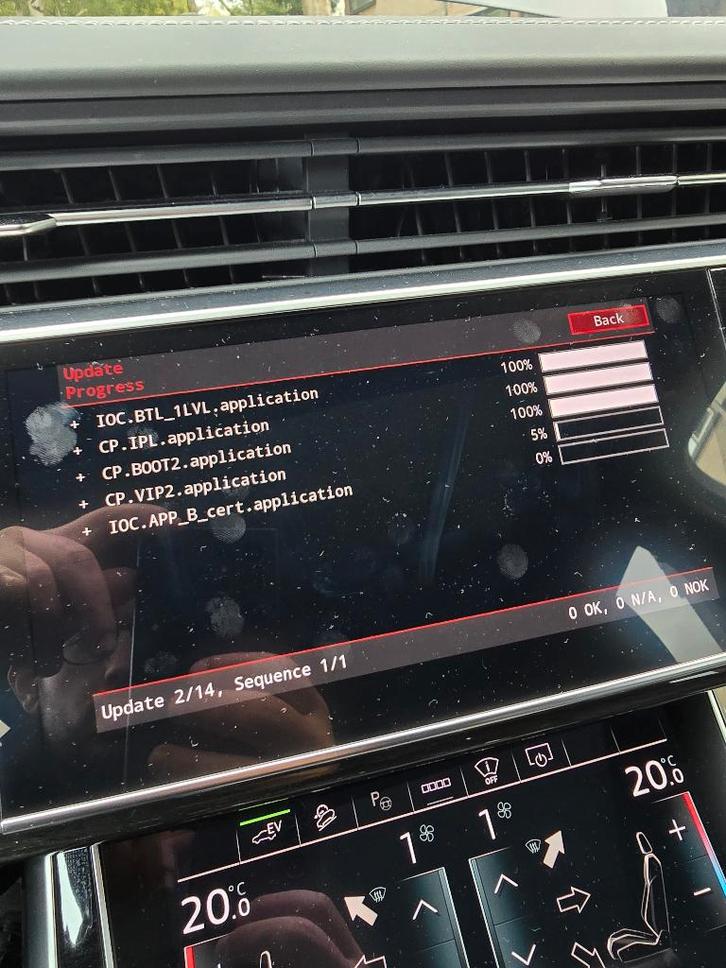 Back
Update
Progress
+ IOC.BTL_1LVL.application 100%
+ CP.IPL.application 100%
+ CP.BOOT2.application 100%
+ CP.VIP2.application 5%
+ IOC.APP_B_cert.application 0%
0 OK, 0 N/A, 0 NOK
Update 2/14, Sequence 1/1
EV
P
OFF
20.0 °C
1
1
20.0 °C
+
-